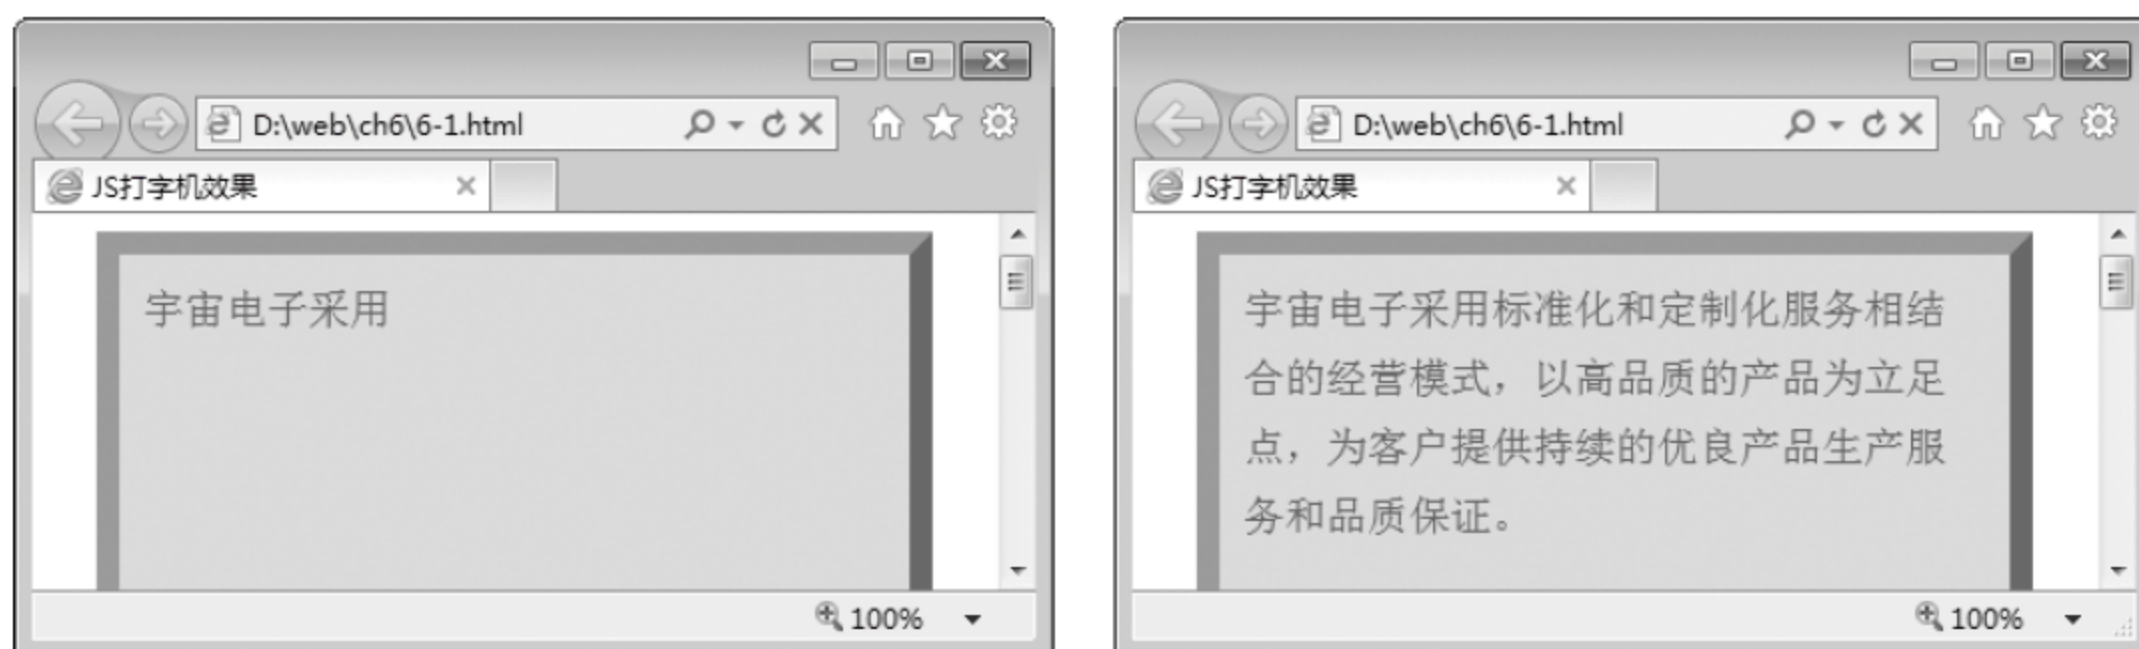 D:\web\ch6\6-1.html
JS打字机效果
宇宙电子采用
100%
D:\web\ch6\6-1.html
JS打字机效果
宇宙电子采用标准化和定制化服务相结
合的经营模式，以高品质的产品为立足
点，为客户提供持续的优良产品生产服
务和品质保证。
100%